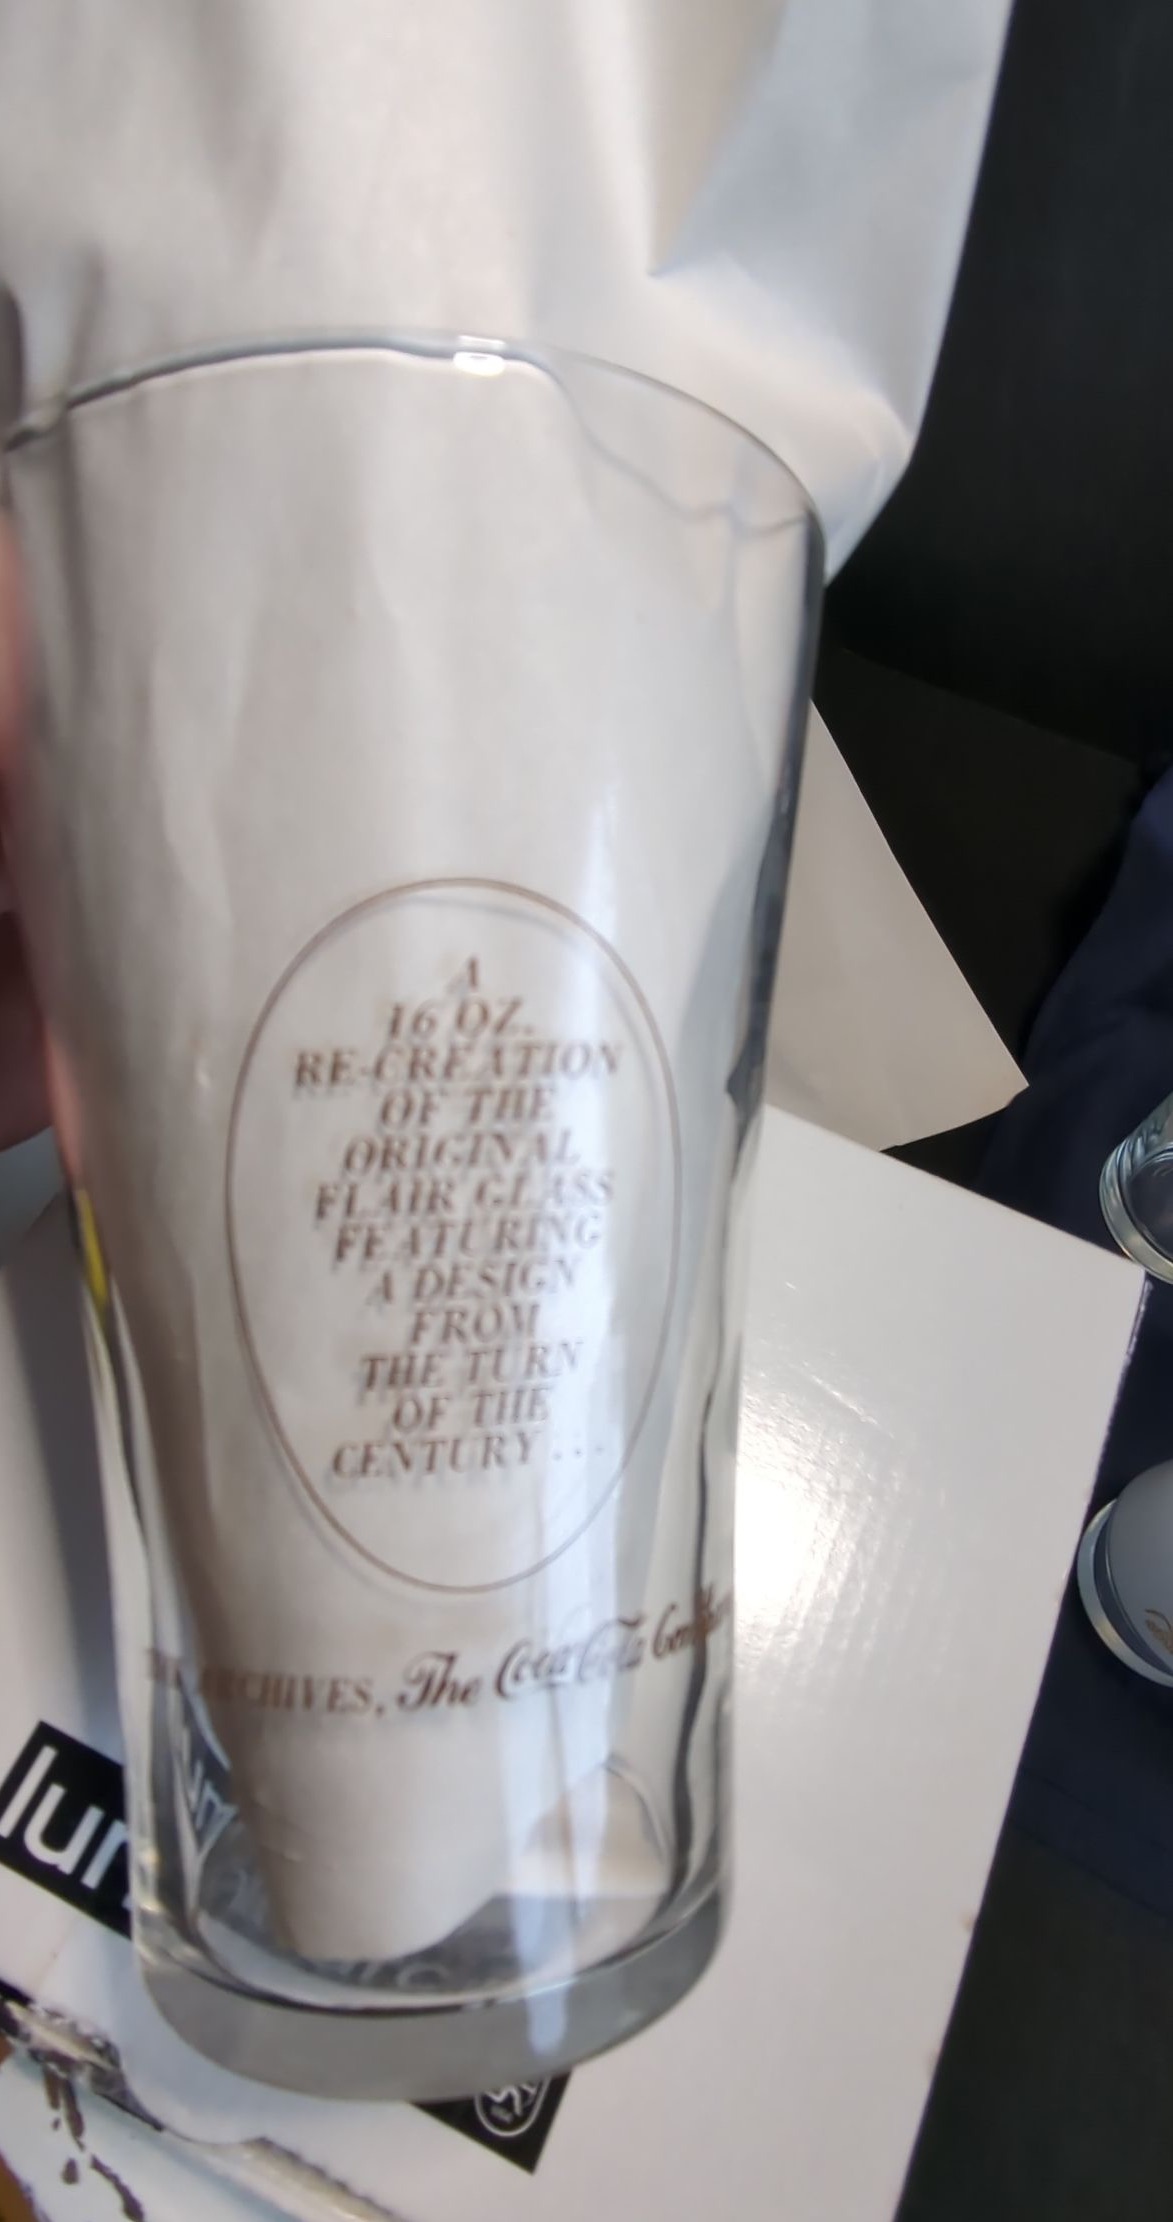 A
16 OZ.
RE-CREATION
OF THE
ORIGINAL
FLAIR GLASS
FEATURING
A DESIGN
FROM
THE TURN
OF THE
CENTURY ...
ARCHIVES, The Coca-Cola